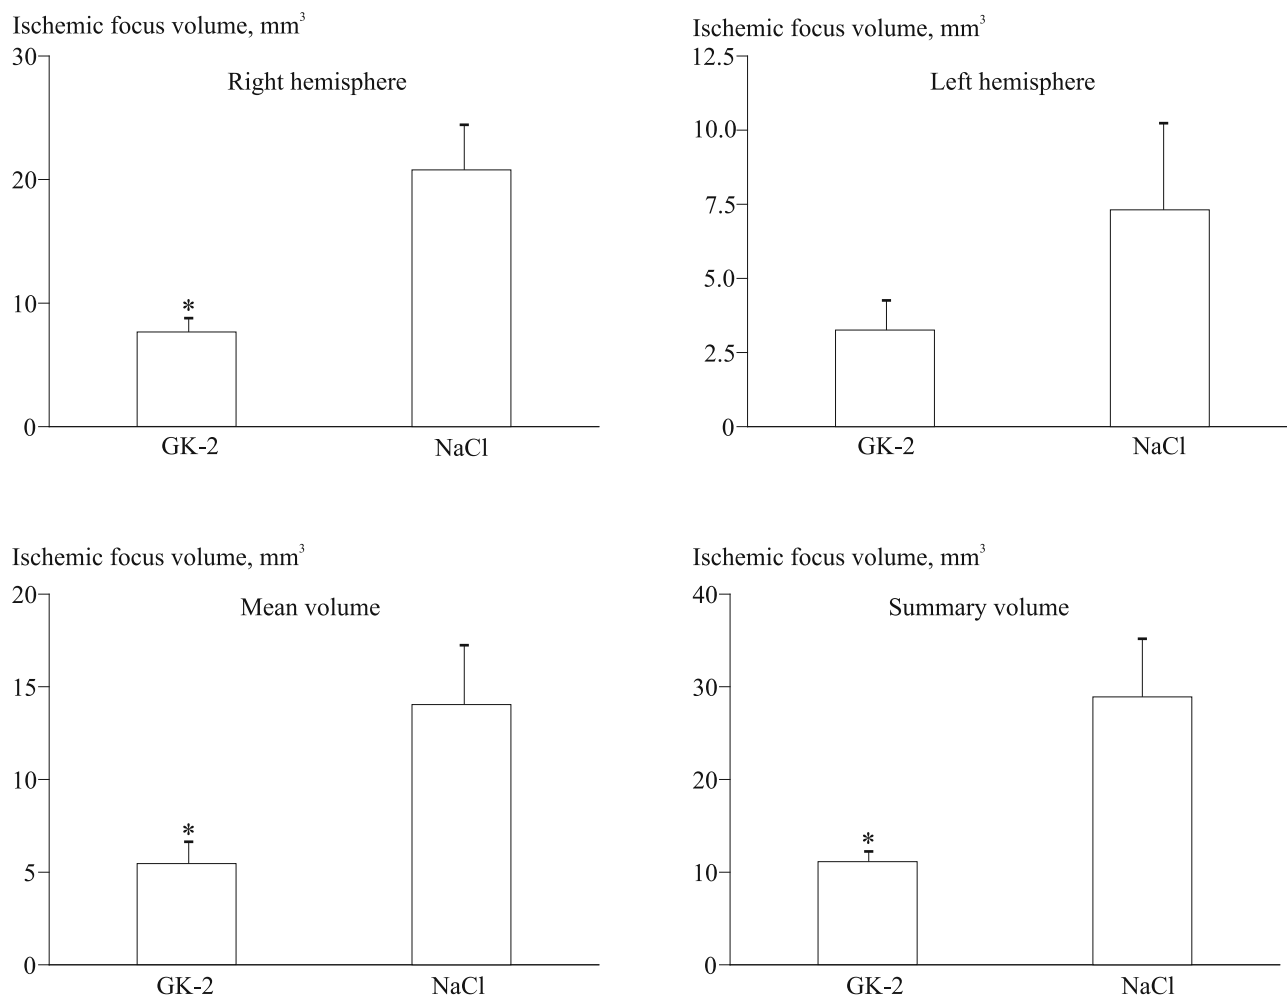 Ischemic focus volume, mm³
30
Right hemisphere
20
10
*
0
GK-2
NaCl
Ischemic focus volume, mm³
12.5
Left hemisphere
10.0
7.5
5.0
2.5
0
GK-2
NaCl
Ischemic focus volume, mm³
20
Mean volume
15
10
*
5
0
GK-2
NaCl
Ischemic focus volume, mm³
40
Summary volume
30
20
*
10
0
GK-2
NaCl